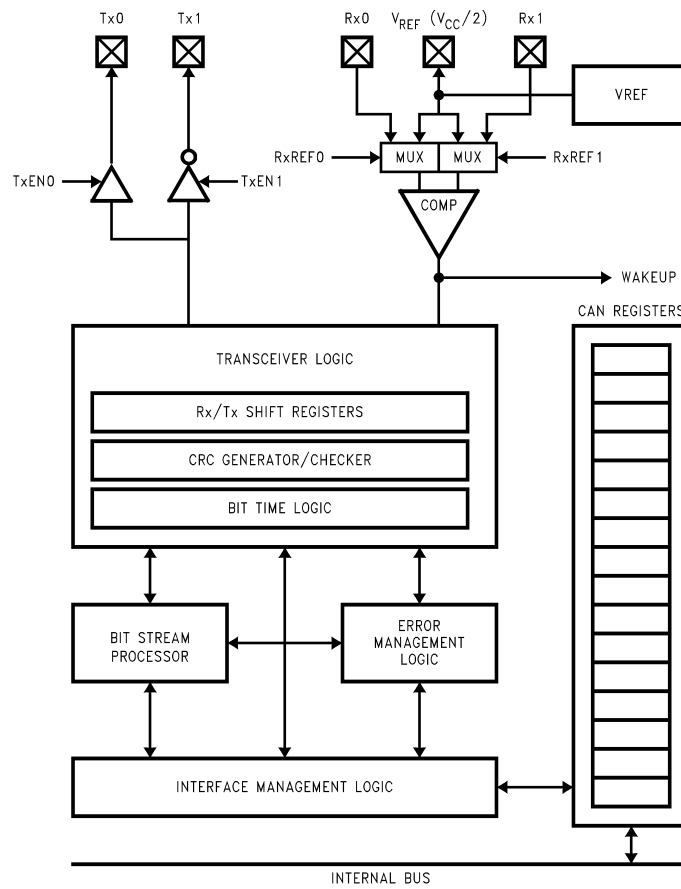 Tx0 Tx1 Rx0 VREF (VCC/2) Rx1
VREF
RxREF0 MUX MUX RxREF1
TxEN0 TxEN1
COMP
WAKEUP
CAN REGISTERS
TRANSCEIVER LOGIC
Rx/Tx SHIFT REGISTERS
CRC GENERATOR/CHECKER
BIT TIME LOGIC
BIT STREAM
PROCESSOR
ERROR
MANAGEMENT
LOGIC
INTERFACE MANAGEMENT LOGIC
INTERNAL BUS